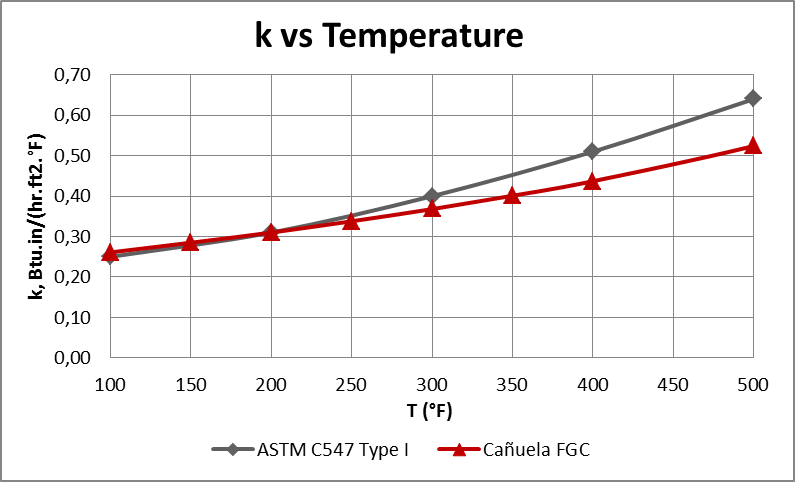 k vs Temperature
k, Btu.in/(hr.ft2.°F)
0,70
0,60
0,50
0,40
0,30
0,20
0,10
0,00
100 150 200 250 300 350 400 450 500
T (°F)
ASTM C547 Type I Cañuela FGC